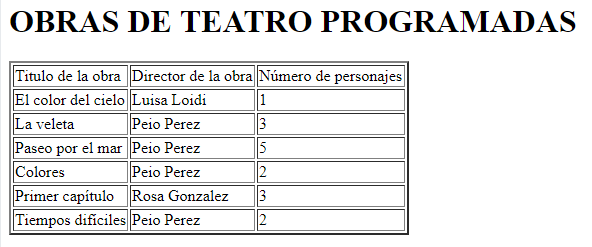 OBRAS DE TEATRO PROGRAMADAS
Titulo de la obra Director de la obra Número de personajes
El color del cielo Luisa Loidi 1
La veleta Peio Perez 3
Paseo por el mar Peio Perez 5
Colores Peio Perez 2
Primer capítulo Rosa Gonzalez 3
Tiempos difíciles Peio Perez 2